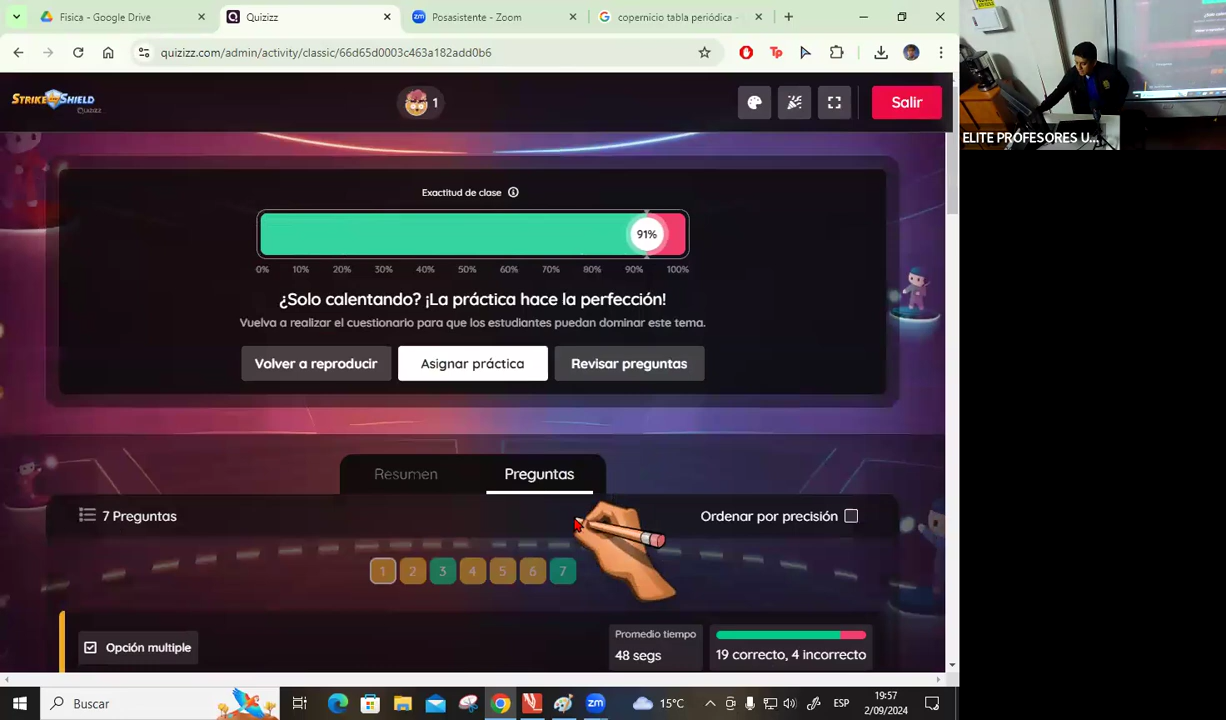 Fisica - Google Drive
Quizizz
Posasistente - Zoom
copernicio tabla periódica -
quizizz.com/admin/activity/classic/66d65d0003c463a182add0b6
STRIKE SHIELD
Quizizz
1
Salir
ELITE PROFESORES U...
Exactitud de clase
91%
0% 10% 20% 30% 40% 50% 60% 70% 80% 90% 100%
¿Solo calentando? ¡La práctica hace la perfección!
Vuelva a realizar el cuestionario para que los estudiantes puedan dominar este tema.
Volver a reproducir
Asignar práctica
Revisar preguntas
Resumen
Preguntas
7 Preguntas
Ordenar por precisión
1 2 3 4 5 6 7
Opción multiple
Promedio tiempo
48 segs
19 correcto, 4 incorrecto
Buscar
15°C
ESP
19:57
2/09/2024